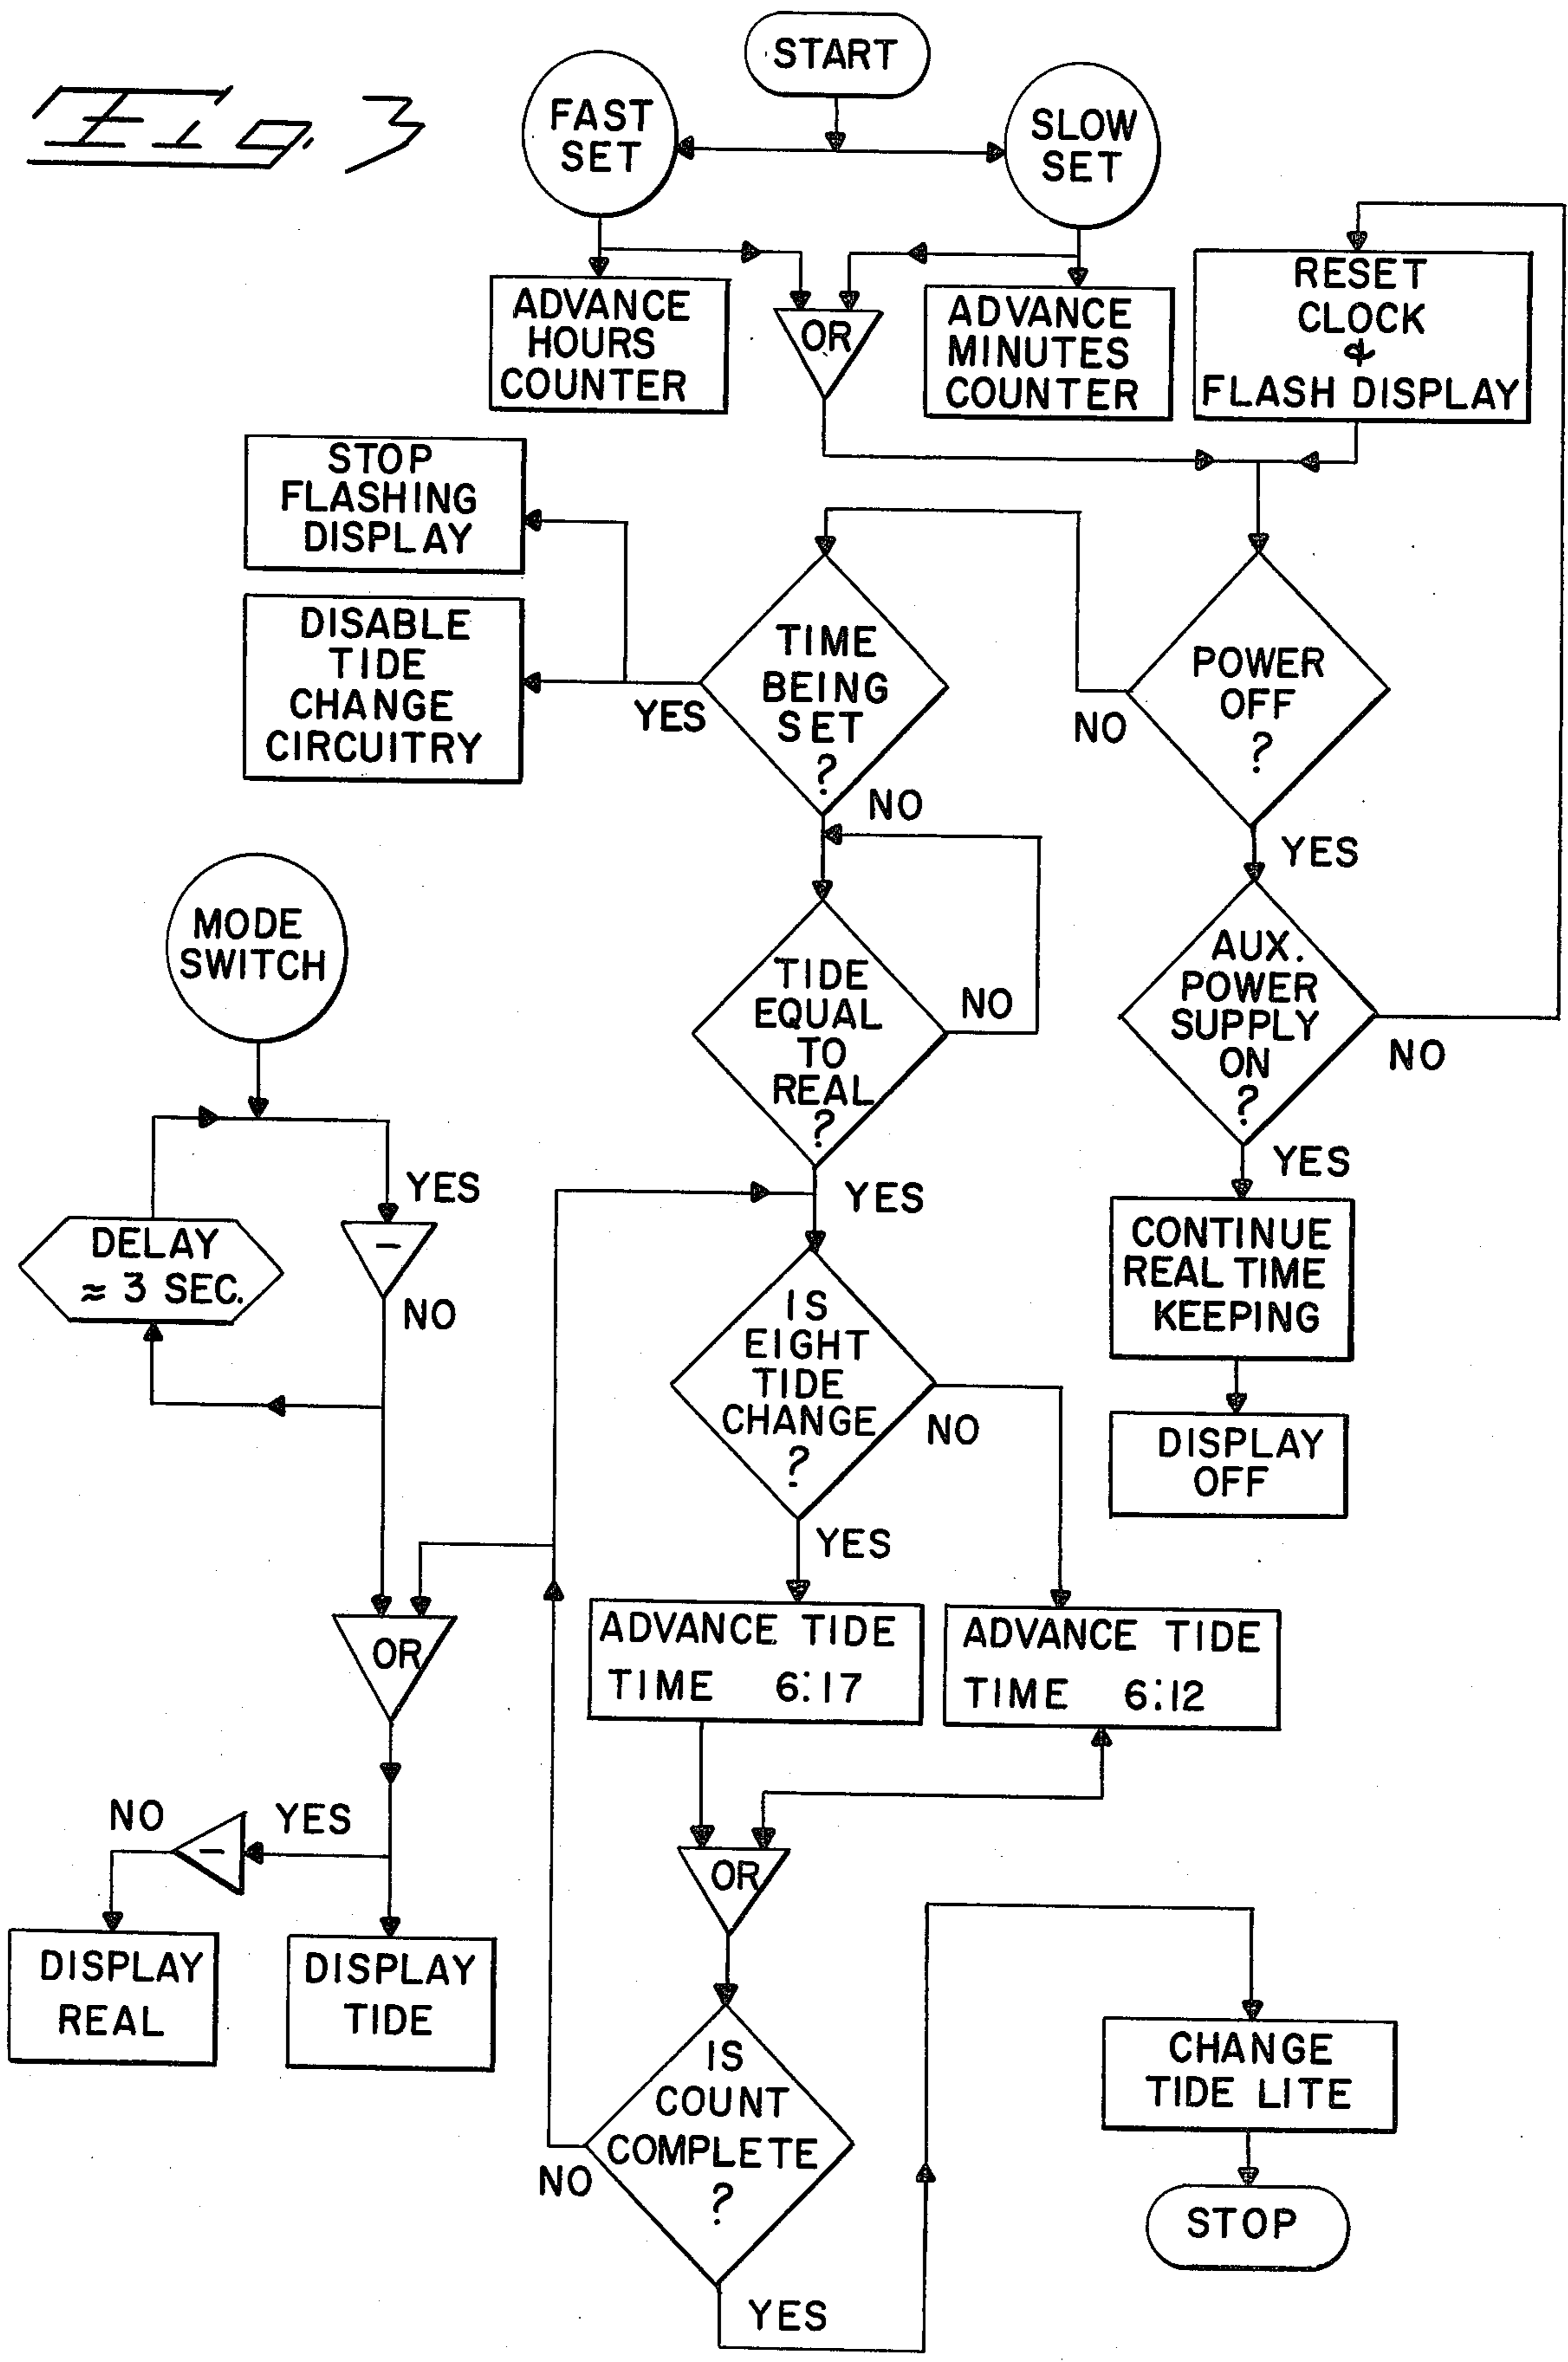 Fig. 3
START
FAST
SET
SLOW
SET
ADVANCE
HOURS
COUNTER
OR
ADVANCE
MINUTES
COUNTER
RESET
CLOCK
&
FLASH DISPLAY
STOP
FLASHING
DISPLAY
DISABLE
TIDE
CHANGE
CIRCUITRY
YES
TIME
BEING
SET
?
NO
POWER
OFF
?
NO
YES
MODE
SWITCH
TIDE
EQUAL
TO
REAL
?
NO
YES
AUX.
POWER
SUPPLY
ON
?
NO
YES
YES
DELAY
≈ 3 SEC.
–
NO
IS
EIGHT
TIDE
CHANGE
?
NO
YES
CONTINUE
REAL TIME
KEEPING
DISPLAY
OFF
OR
ADVANCE TIDE
TIME 6:17
ADVANCE TIDE
TIME 6:12
NO
–
YES
OR
DISPLAY
REAL
DISPLAY
TIDE
IS
COUNT
COMPLETE
?
NO
YES
CHANGE
TIDE LITE
STOP